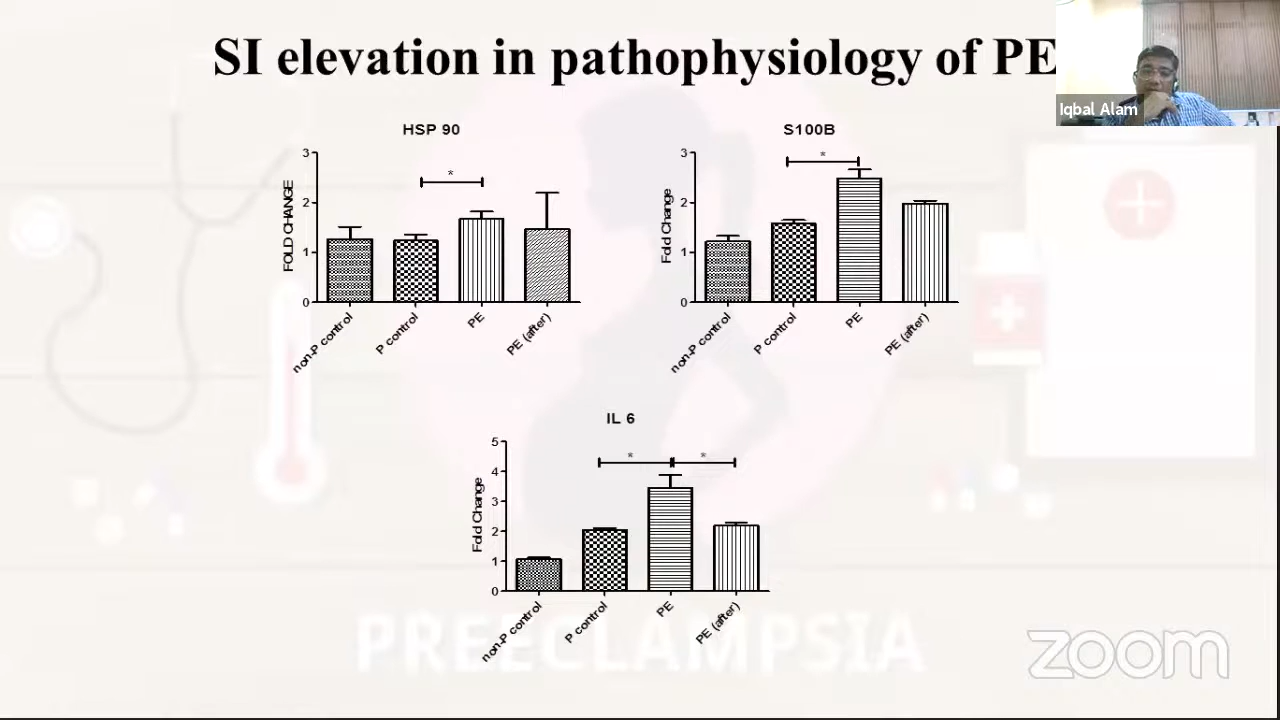 SI elevation in pathophysiology of PE
Iqbal Alam
HSP 90
FOLD CHANGE
3
*
2
1
0
non-P control
P control
PE
PE (after)
S100B
Fold Change
3
*
2
1
0
non-P control
P control
PE
PE (after)
IL 6
Fold Change
5
* *
4
3
2
1
0
non-P control
P control
PE
PE (after)
PREECLAMPSIA
zoom